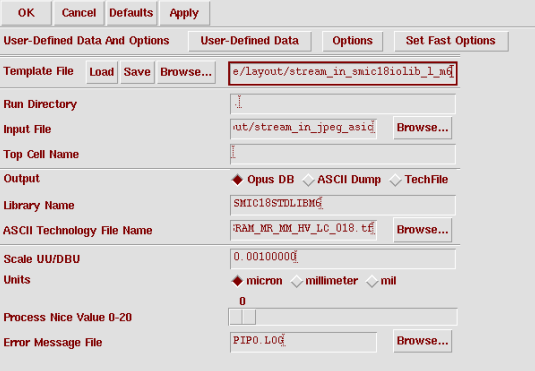 OK Cancel Defaults Apply
User-Defined Data And Options User-Defined Data Options Set Fast Options
Template File Load Save Browse... e/layout/stream_in_smic18iolib_l_m6
Run Directory .
Input File out/stream_in_jpeg_asic Browse...
Top Cell Name
Output Opus DB ASCII Dump TechFile
Library Name SMIC18STDLIBM6
ASCII Technology File Name RAM_MR_MM_HV_LC_018.tf Browse...
Scale UU/DBU 0.00100000
Units micron millimeter mil
0
Process Nice Value 0-20
Error Message File PIPO.LOG Browse...